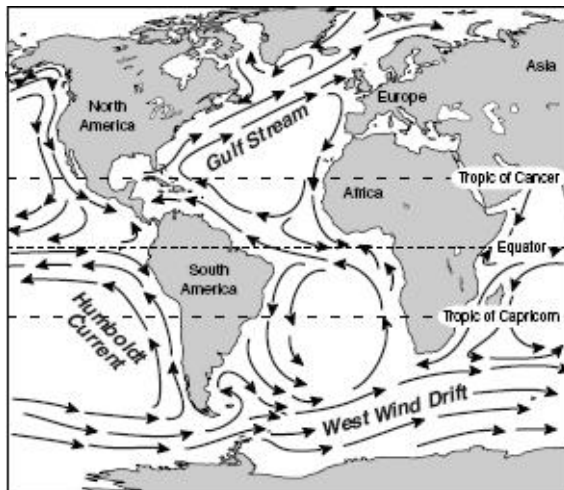 Asia
North
America
Europe
Gulf Stream
Tropic of Cancer
Africa
Equator
South
America
Humboldt
Current
Tropic of Capricorn
West Wind Drift